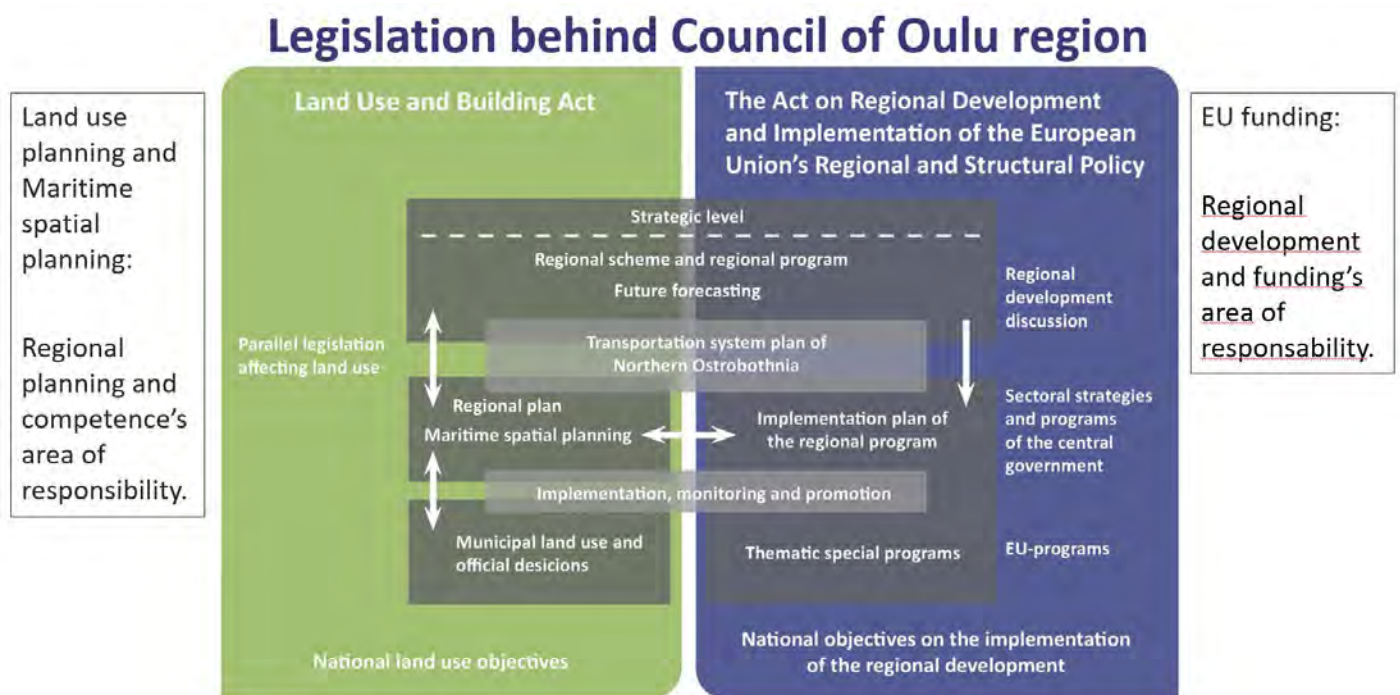 Legislation behind Council of Oulu region
Land use
planning and
Maritime
spatial
planning:
Regional
planning and
competence's
area of
responsibility.
Land Use and Building Act
The Act on Regional Development
and Implementation of the European
Union's Regional and Structural Policy
EU funding:
Regional
development
and funding's
area of
responsability.
Strategic level
Regional scheme and regional program
Future forecasting
Regional
development
discussion
Parallel legislation
affecting land use
Transportation system plan of
Northern Ostrobothnia
Regional plan
Maritime spatial planning
Implementation plan of
the regional program
Sectoral strategies
and programs
of the central
government
Implementation, monitoring and promotion
Municipal land use and
official desicions
Thematic special programs
EU-programs
National land use objectives
National objectives on the implementation
of the regional development